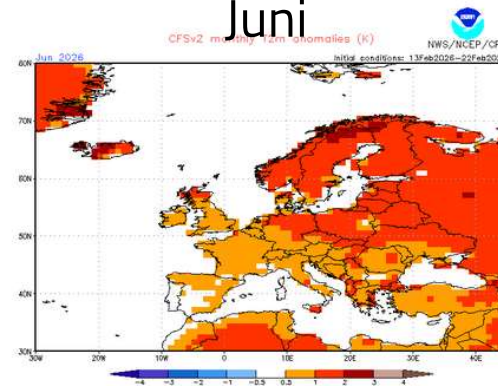 Juni
CFSv2 monthly T2m anomalies (K)
NWS/NCEP/CP
Jun 2026
Initial conditions: 13Feb2026-22Feb202
80N
70N
60N
50N
40N
30N
30W 20W 10W 0 10E 20E 30E 40E
-4 -3 -2 -1 -0.5 0.5 1 2 3